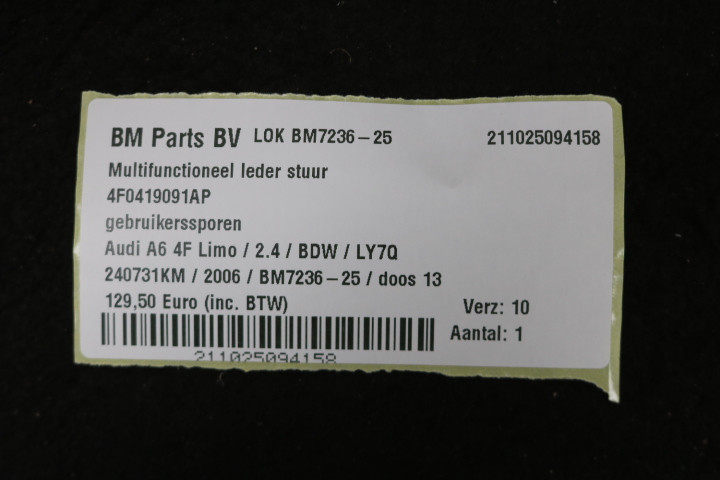 BM Parts BV LOK BM7236-25 211025094158
Multifunctioneel leder stuur
4F0419091AP
gebruikerssporen
Audi A6 4F Limo / 2.4 / BDW / LY7Q
240731KM / 2006 / BM7236-25 / doos 13
129,50 Euro (inc. BTW) Verz: 10
Aantal: 1
211025094158